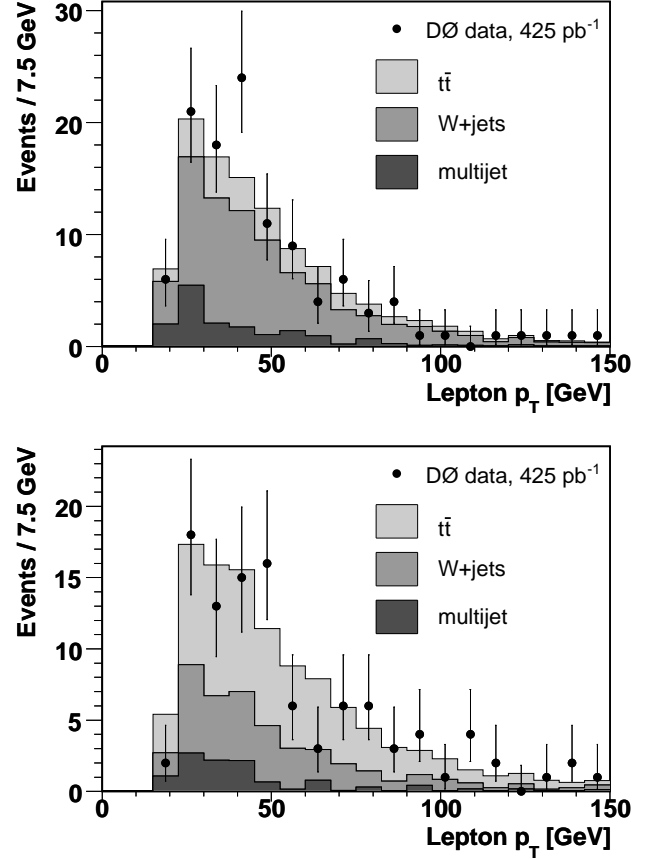 Events / 7.5 GeV
30
20
10
0
DØ data, 425 pb⁻¹
tt̄
W+jets
multijet
0 50 100 150
Lepton p_T [GeV]
Events / 7.5 GeV
20
15
10
5
0
DØ data, 425 pb⁻¹
tt̄
W+jets
multijet
0 50 100 150
Lepton p_T [GeV]